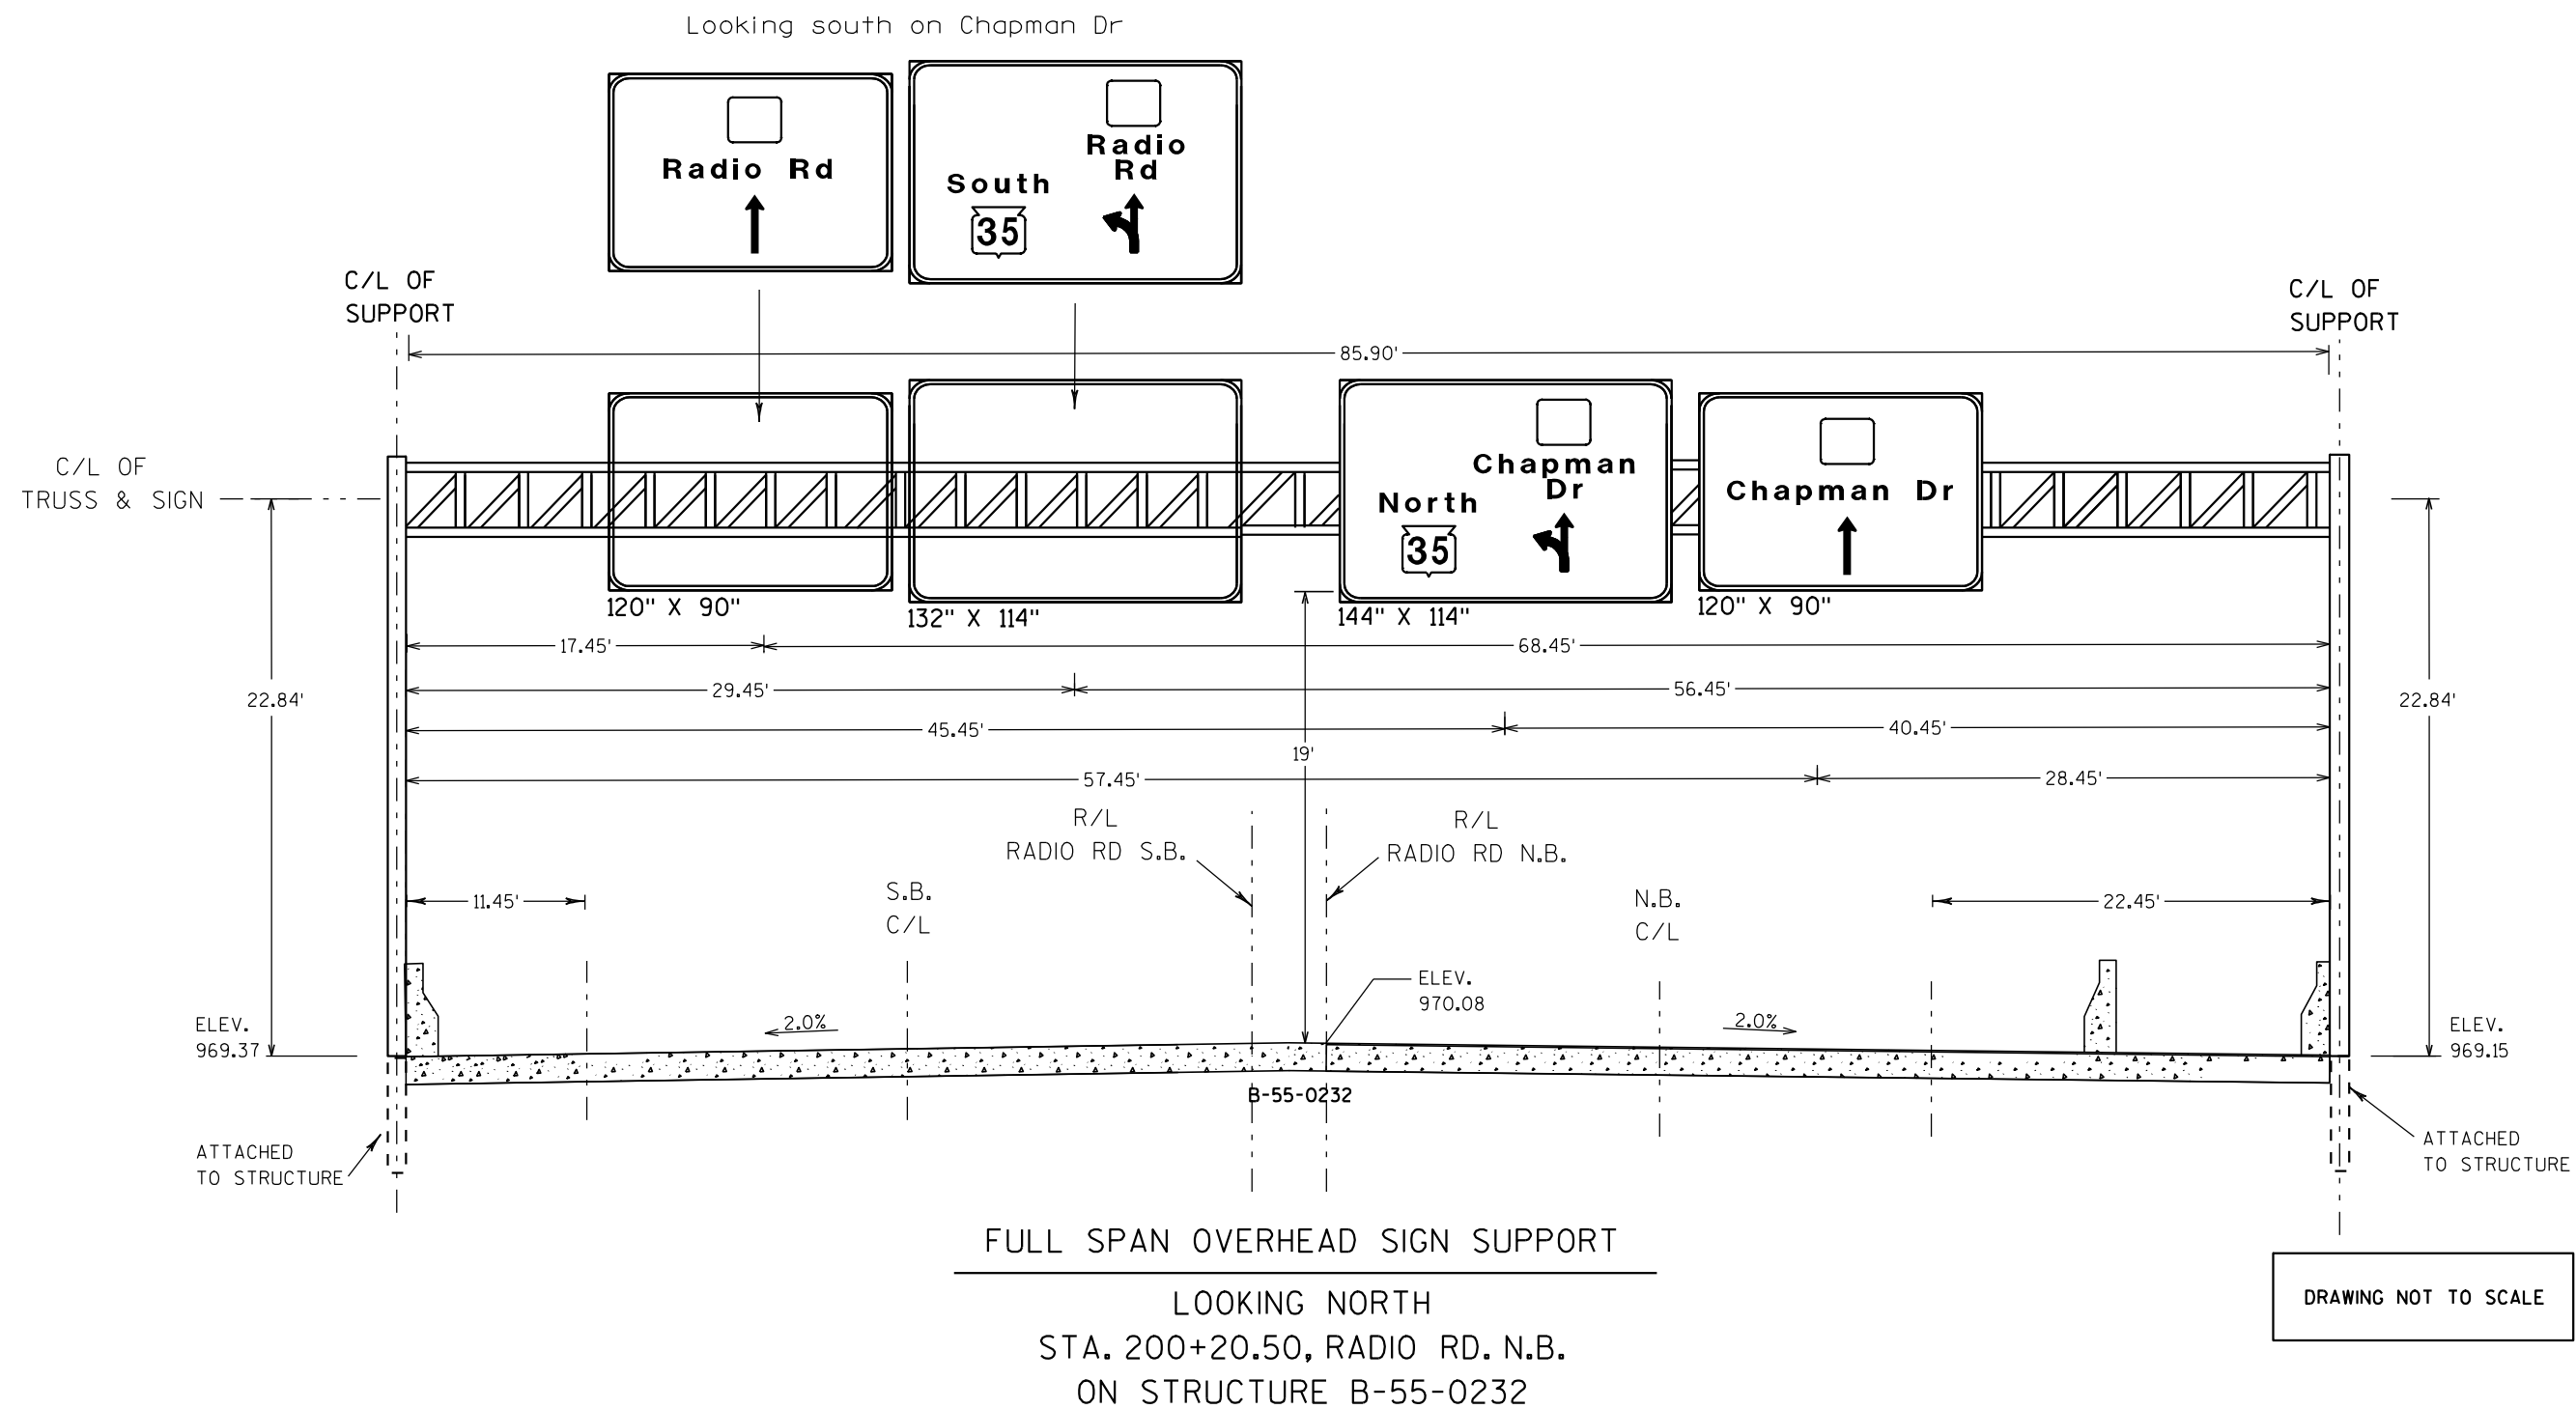 Looking south on Chapman Dr
Radio Rd
South
35
Radio
Rd
C/L OF
SUPPORT
C/L OF
SUPPORT
85.90'
C/L OF
TRUSS & SIGN
North
35
Chapman
Dr
Chapman Dr
120" X 90"
132" X 114"
144" X 114"
120" X 90"
17.45'
68.45'
29.45'
56.45'
22.84'
22.84'
45.45'
40.45'
19'
57.45'
28.45'
R/L
RADIO RD S.B.
R/L
RADIO RD N.B.
11.45'
S.B.
C/L
N.B.
C/L
22.45'
ELEV.
970.08
ELEV.
969.37
2.0%
2.0%
ELEV.
969.15
B-55-0232
ATTACHED
TO STRUCTURE
ATTACHED
TO STRUCTURE
FULL SPAN OVERHEAD SIGN SUPPORT
LOOKING NORTH
STA. 200+20.50, RADIO RD. N.B.
ON STRUCTURE B-55-0232
DRAWING NOT TO SCALE